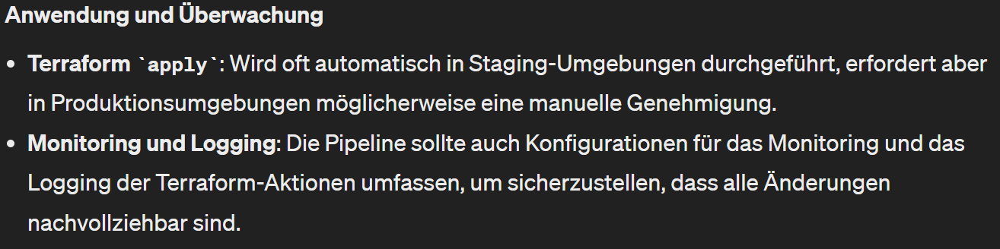 Anwendung und Überwachung
• Terraform `apply`: Wird oft automatisch in Staging-Umgebungen durchgeführt, erfordert aber
in Produktionsumgebungen möglicherweise eine manuelle Genehmigung.
• Monitoring und Logging: Die Pipeline sollte auch Konfigurationen für das Monitoring und das
Logging der Terraform-Aktionen umfassen, um sicherzustellen, dass alle Änderungen
nachvollziehbar sind.